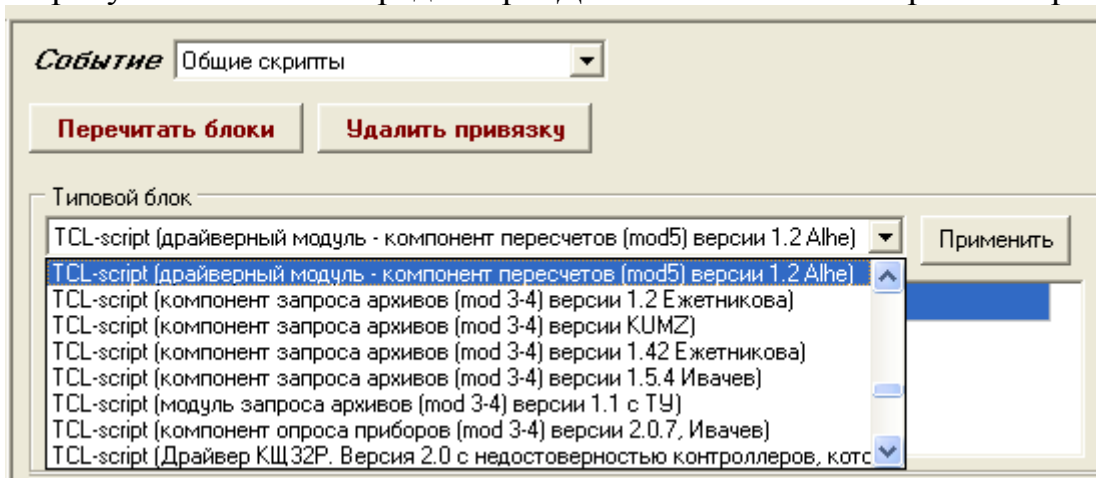 Событие Общие скрипты
Перечитать блоки Удалить привязку
Типовой блок
TCL-script (драйверный модуль - компонент пересчетов (mod5) версии 1.2 Alhe) Применить
TCL-script (драйверный модуль - компонент пересчетов (mod5) версии 1.2 Alhe)
TCL-script (компонент запроса архивов (mod 3-4) версии 1.2 Ежетникова)
TCL-script (компонент запроса архивов (mod 3-4) версии KUMZ)
TCL-script (компонент запроса архивов (mod 3-4) версии 1.42 Ежетникова)
TCL-script (компонент запроса архивов (mod 3-4) версии 1.5.4 Ивачев)
TCL-script (модуль запроса архивов (mod 3-4) версии 1.1 с ТУ)
TCL-script (компонент опроса приборов (mod 3-4) версии 2.0.7, Ивачев)
TCL-script (Драйвер КЩ32Р. Версия 2.0 с недостоверностью контроллеров, кото